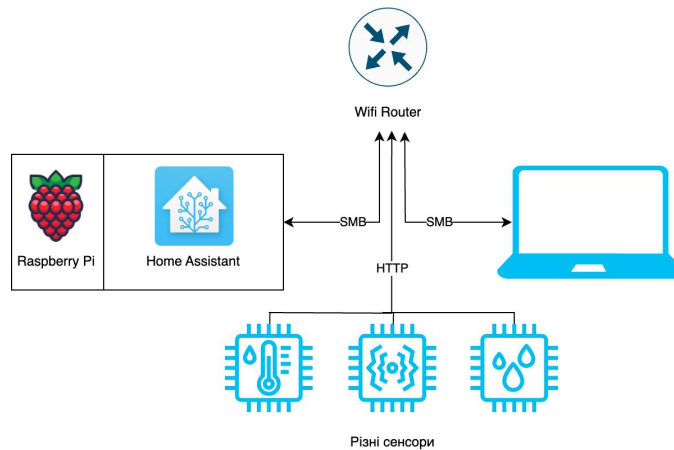 Wifi Router
SMB
SMB
Raspberry Pi
Home Assistant
HTTP
Різні сенсори